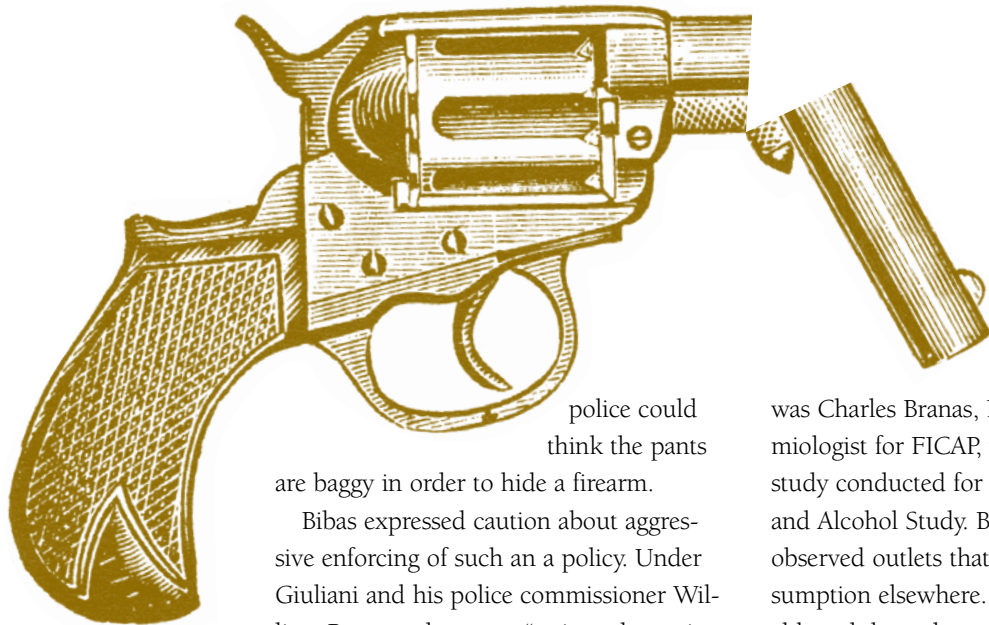 police could
think the pants
are baggy in order to hide a firearm.
Bibas expressed caution about aggres-
sive enforcing of such an a policy. Under
Giuliani and his police commissioner Wil-
was Charles Branas,
miologist for FICAP,
study conducted for
and Alcohol Study. B
observed outlets that
sumption elsewhere.